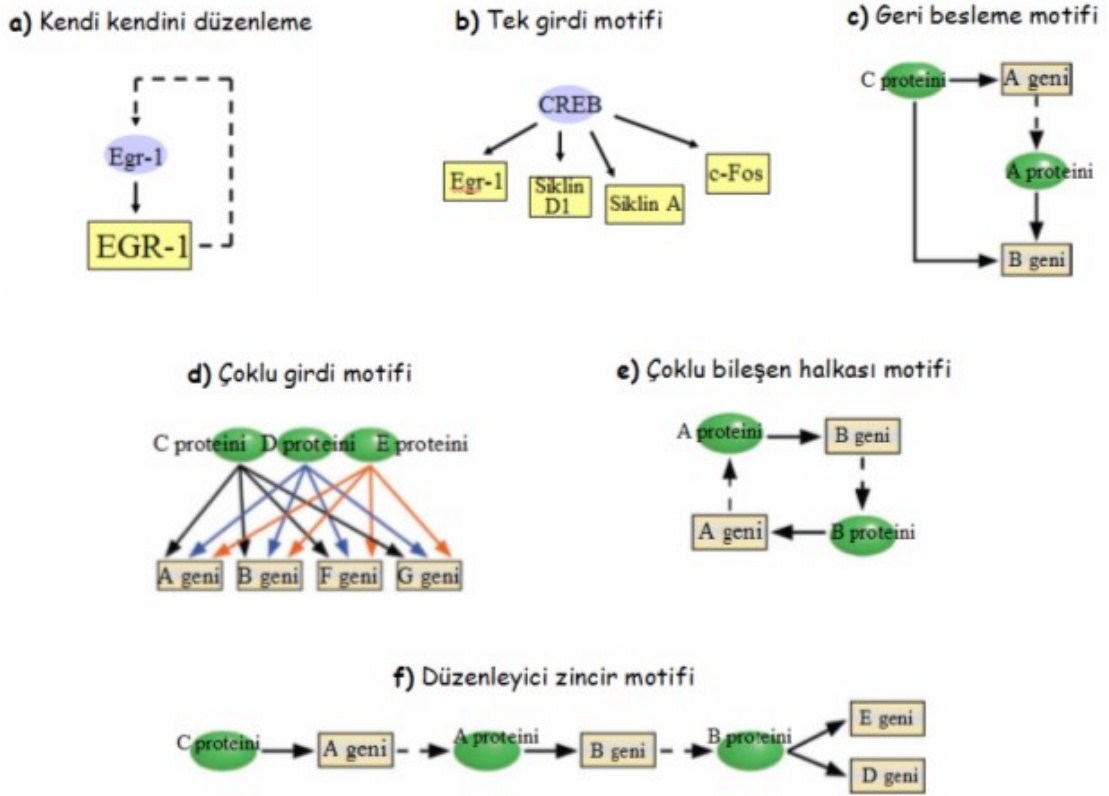 a) Kendi kendini düzenleme
Egr-1
EGR-1
b) Tek girdi motifi
CREB
Egr-1
Siklin
D1
Siklin A
c-Fos
c) Geri besleme motifi
C proteini
A geni
A proteini
B geni
d) Çoklu girdi motifi
C proteini D proteini E proteini
A geni B geni F geni G geni
e) Çoklu bileşen halkası motifi
A proteini
B geni
A geni
B proteini
f) Düzenleyici zincir motifi
C proteini
A geni
A proteini
B geni
B proteini
E geni
D geni